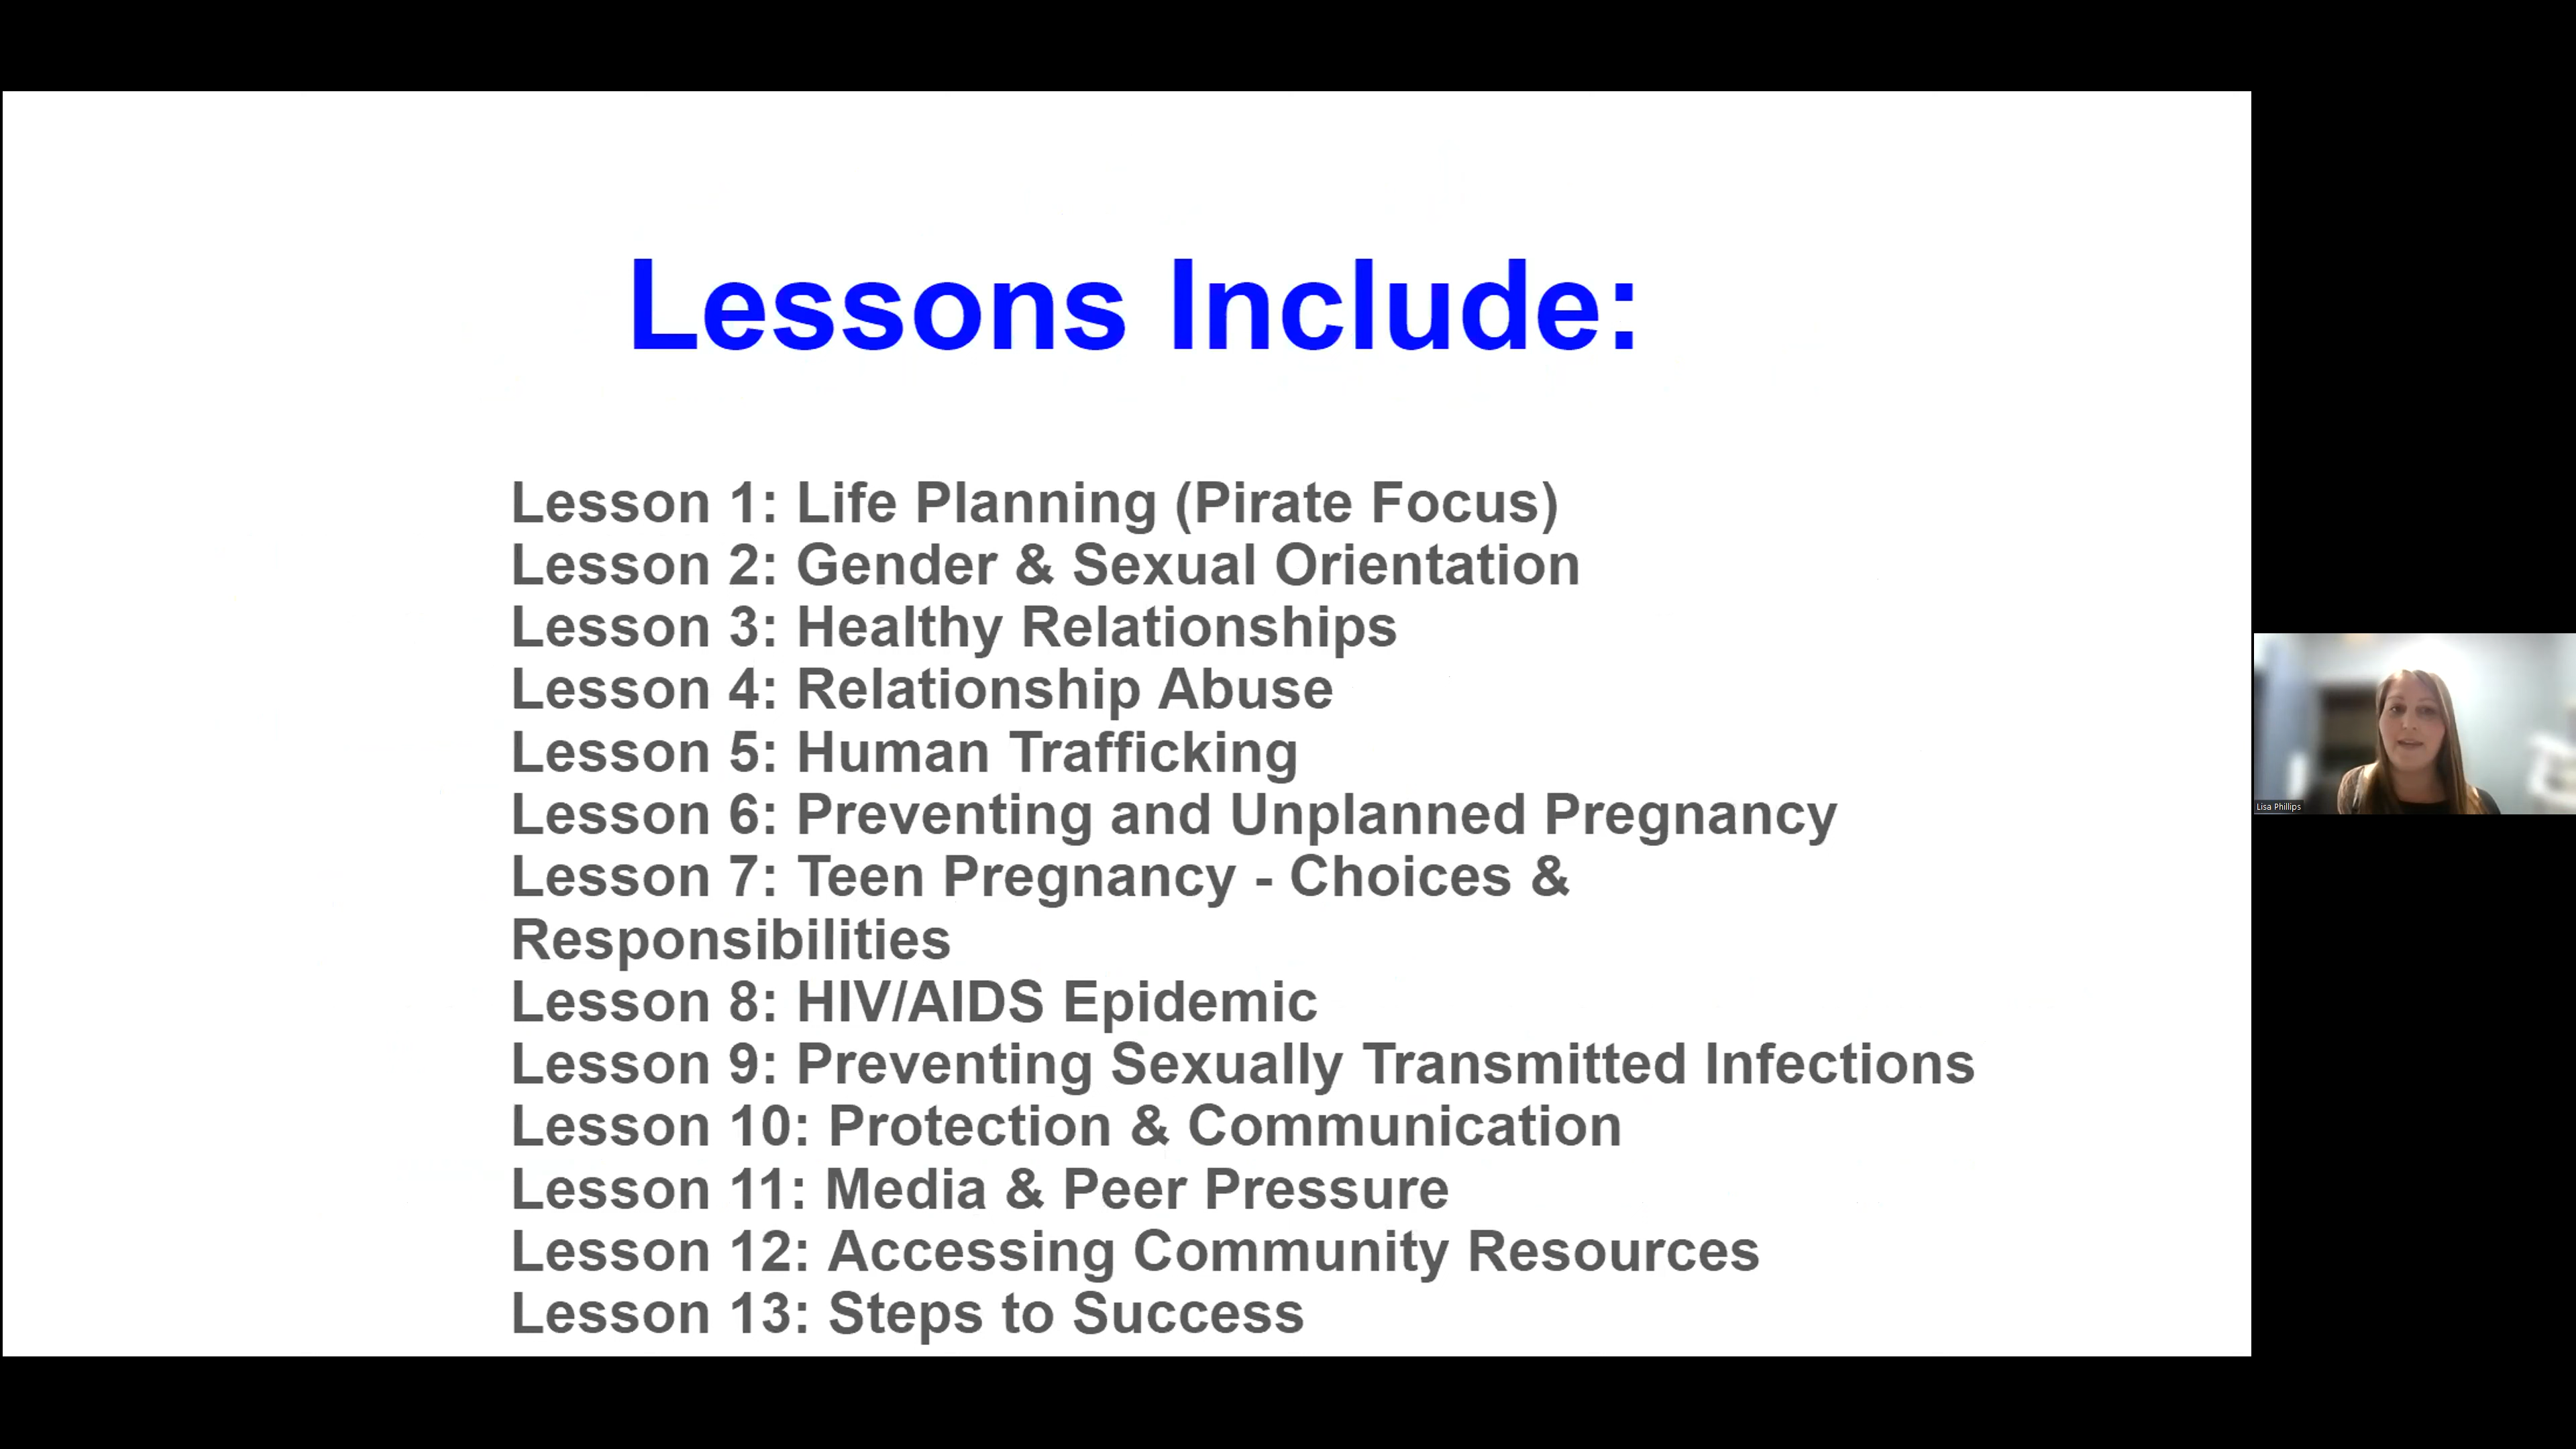 Lessons Include:
Lesson 1: Life Planning (Pirate Focus)
Lesson 2: Gender & Sexual Orientation
Lesson 3: Healthy Relationships
Lesson 4: Relationship Abuse
Lesson 5: Human Trafficking
Lesson 6: Preventing and Unplanned Pregnancy
Lesson 7: Teen Pregnancy - Choices &
Responsibilities
Lesson 8: HIV/AIDS Epidemic
Lesson 9: Preventing Sexually Transmitted Infections
Lesson 10: Protection & Communication
Lesson 11: Media & Peer Pressure
Lesson 12: Accessing Community Resources
Lesson 13: Steps to Success
Lisa Phillips